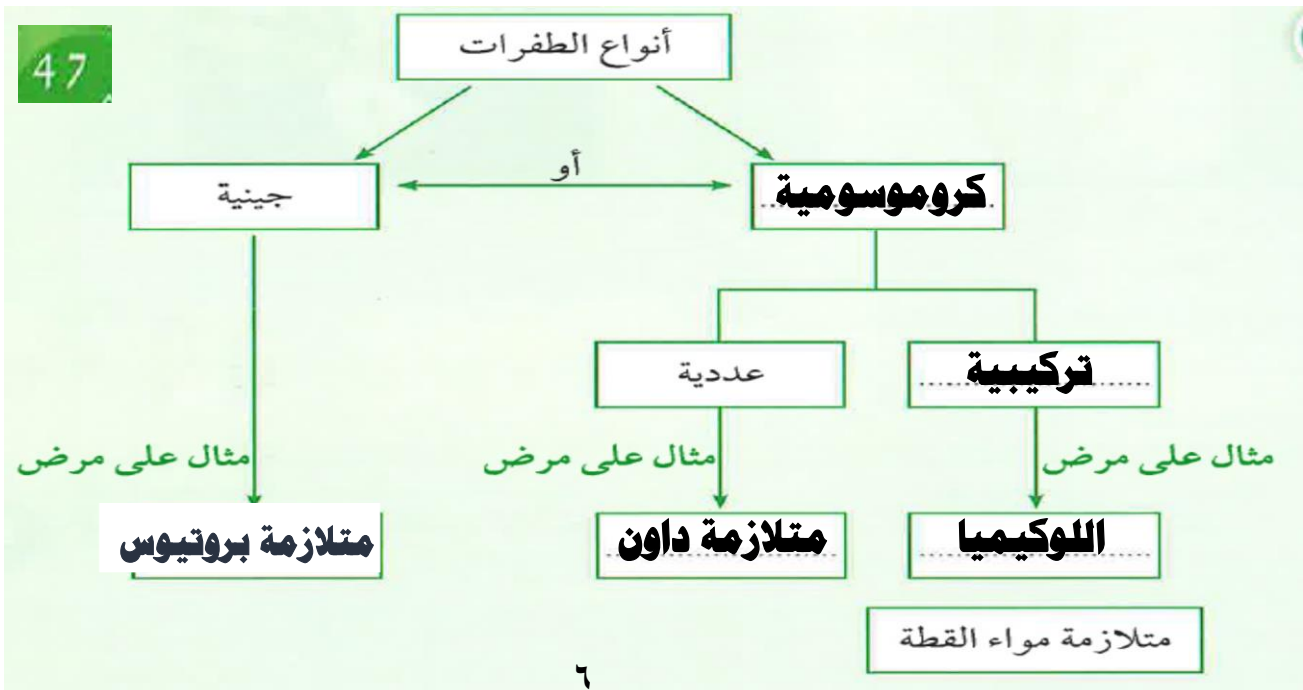 47
أنواع الطفرات
أو
كروموسومية
جينية
تركيبية
عددية
مثال على مرض
مثال على مرض
مثال على مرض
اللوكيميا
متلازمة داون
متلازمة بروتيوس
متلازمة مواء القطة
٦